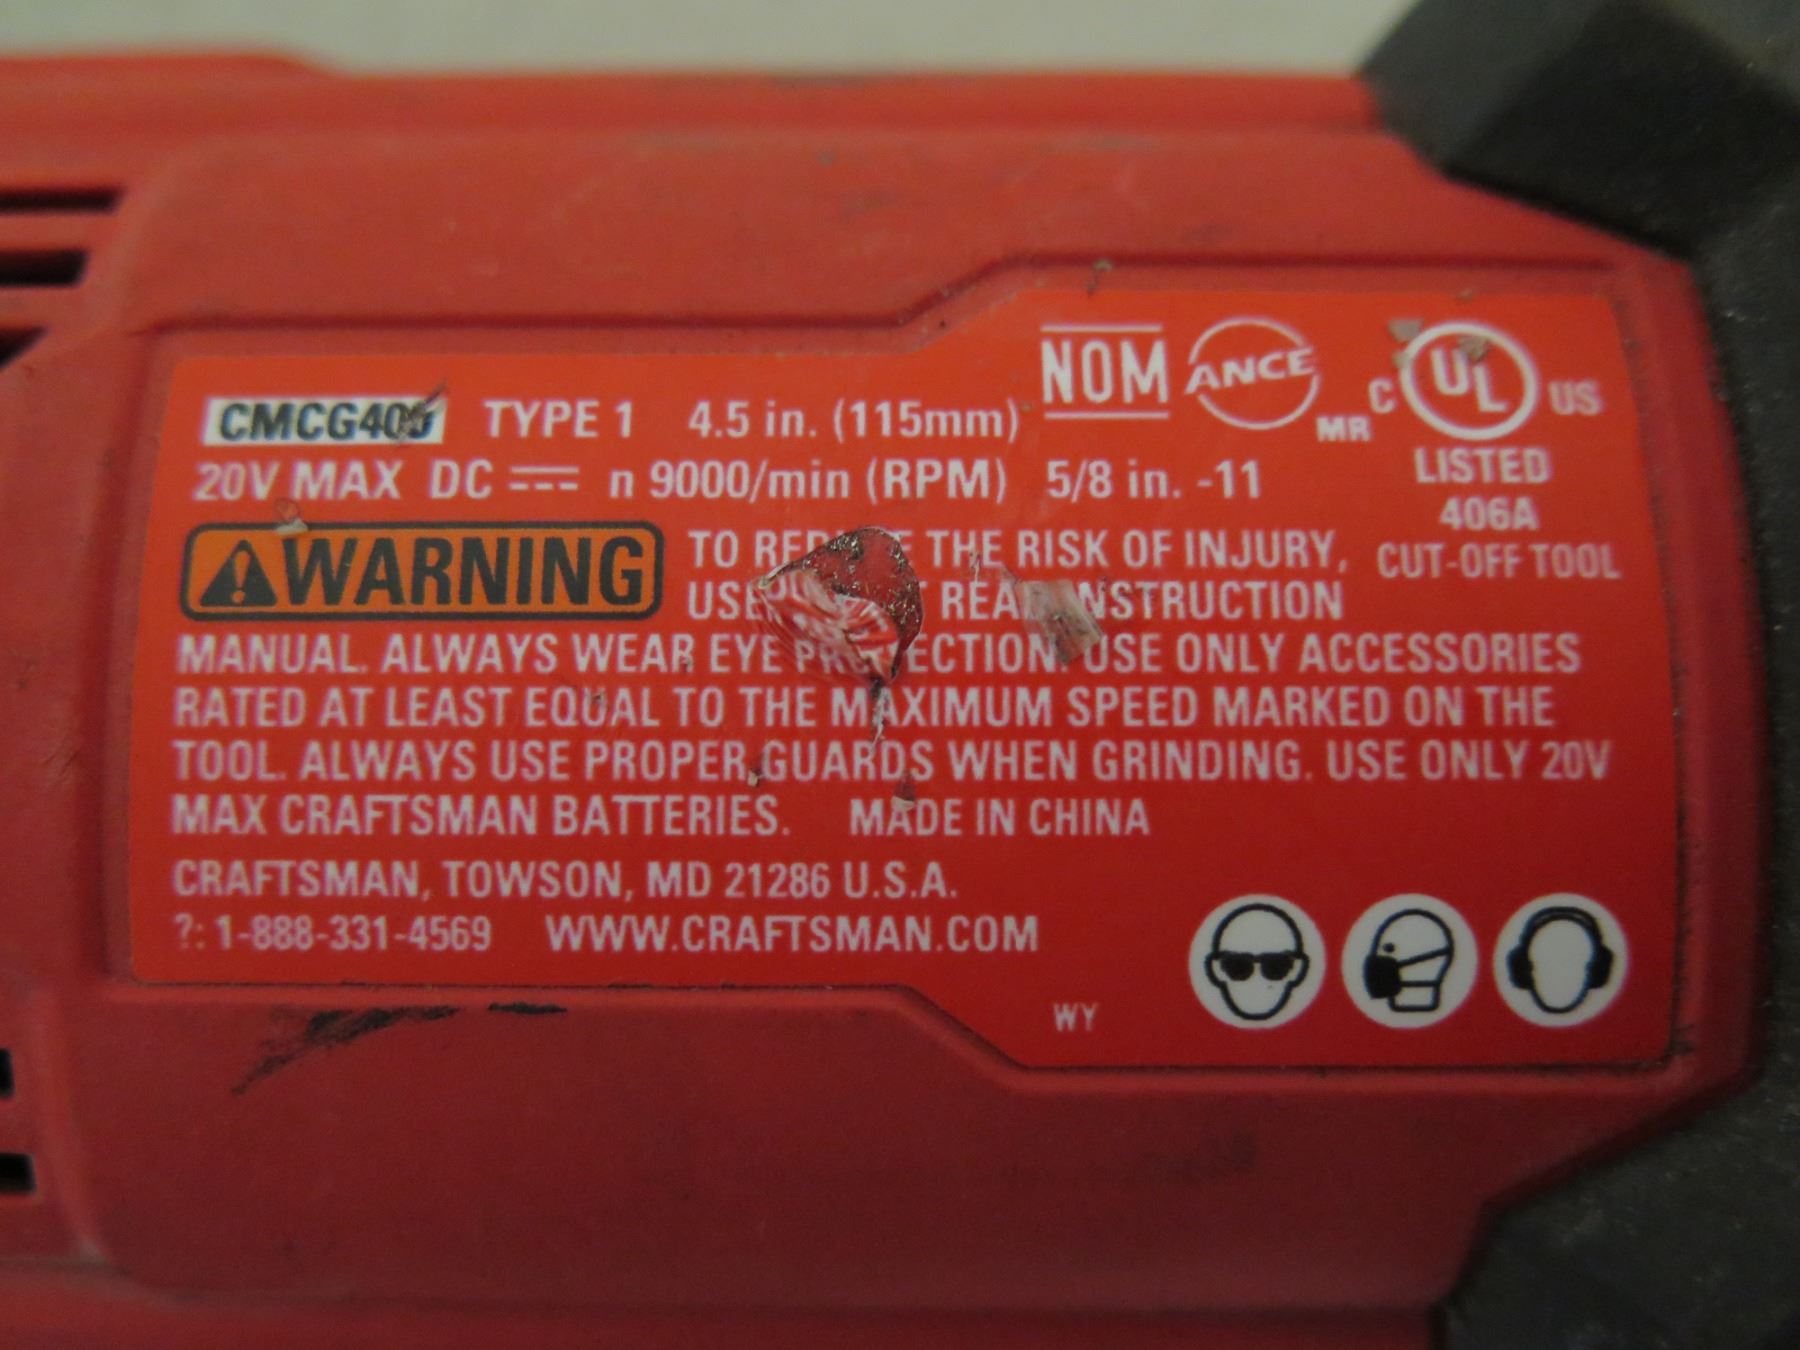 CMCG400 TYPE 1 4.5 in. (115mm)
NOM ANCE MR C UL US
20V MAX DC n 9000/min (RPM) 5/8 in. -11
LISTED
406A
CUT-OFF TOOL
WARNING TO THE RISK OF INJURY,
MANUAL. ALWAYS WEAR EYE USE ONLY ACCESSORIES
RATED AT LEAST EQUAL TO THE MAXIMUM SPEED MARKED ON THE
TOOL. ALWAYS USE PROPER GUARDS WHEN GRINDING. USE ONLY 20V
MAX CRAFTSMAN BATTERIES. MADE IN CHINA
CRAFTSMAN, TOWSON, MD 21286 U.S.A.
?: 1-888-331-4569 WWW.CRAFTSMAN.COM
WY